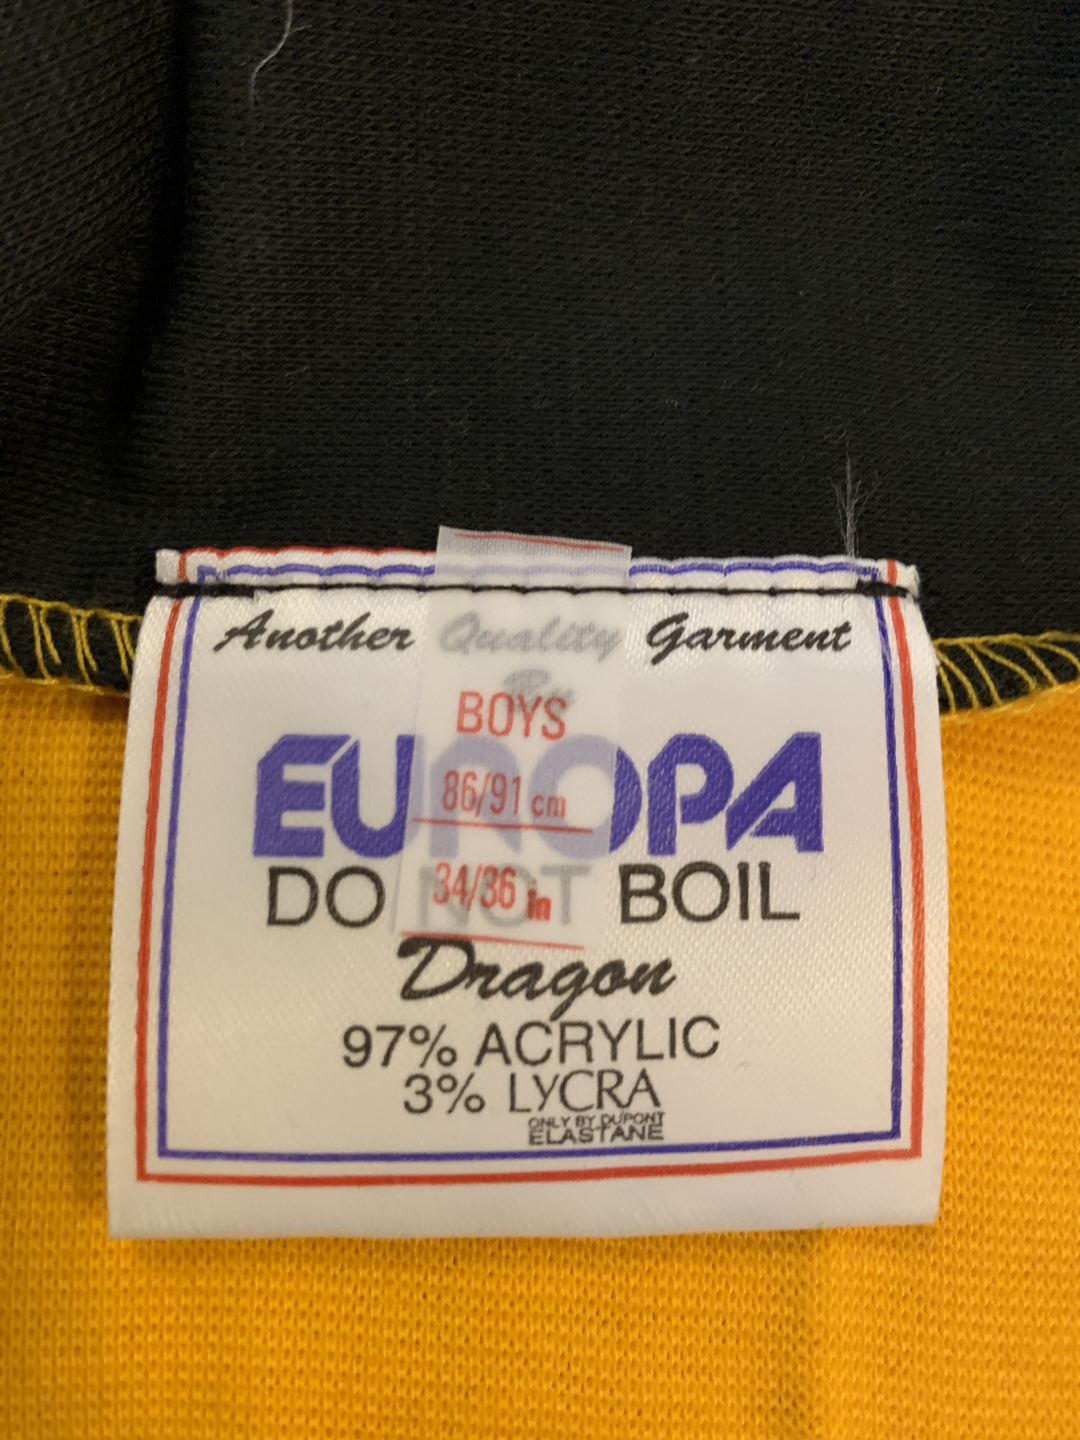 Another Quality Garment
By
BOYS
EUROPA
86/91 cm
DO NOT BOIL
34/36 in
Dragon
97% ACRYLIC
3% LYCRA
ONLY BY DUPONT
ELASTANE